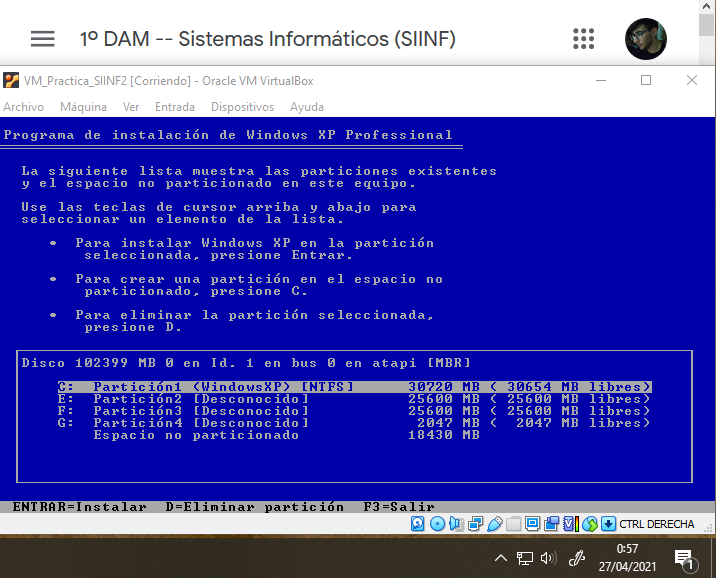 1º DAM -- Sistemas Informáticos (SIINF)
VM_Practica_SIINF2 [Corriendo] - Oracle VM VirtualBox
Archivo Máquina Ver Entrada Dispositivos Ayuda
Programa de instalación de Windows XP Professional
La siguiente lista muestra las particiones existentes
y el espacio no particionado en este equipo.
Use las teclas de cursor arriba y abajo para
seleccionar un elemento de la lista.
• Para instalar Windows XP en la partición
seleccionada, presione Entrar.
• Para crear una partición en el espacio no
particionado, presione C.
• Para eliminar la partición seleccionada,
presione D.
Disco 102399 MB 0 en Id. 1 en bus 0 en atapi [MBR]
C: Partición1 (WindowsXP) [NTFS] 30720 MB ( 30654 MB libres)
E: Partición2 [Desconocido] 25600 MB ( 25600 MB libres)
F: Partición3 [Desconocido] 25600 MB ( 25600 MB libres)
G: Partición4 [Desconocido] 2047 MB ( 2047 MB libres)
Espacio no particionado 18430 MB
ENTRAR=Instalar D=Eliminar partición F3=Salir
CTRL DERECHA
0:57
27/04/2021
1